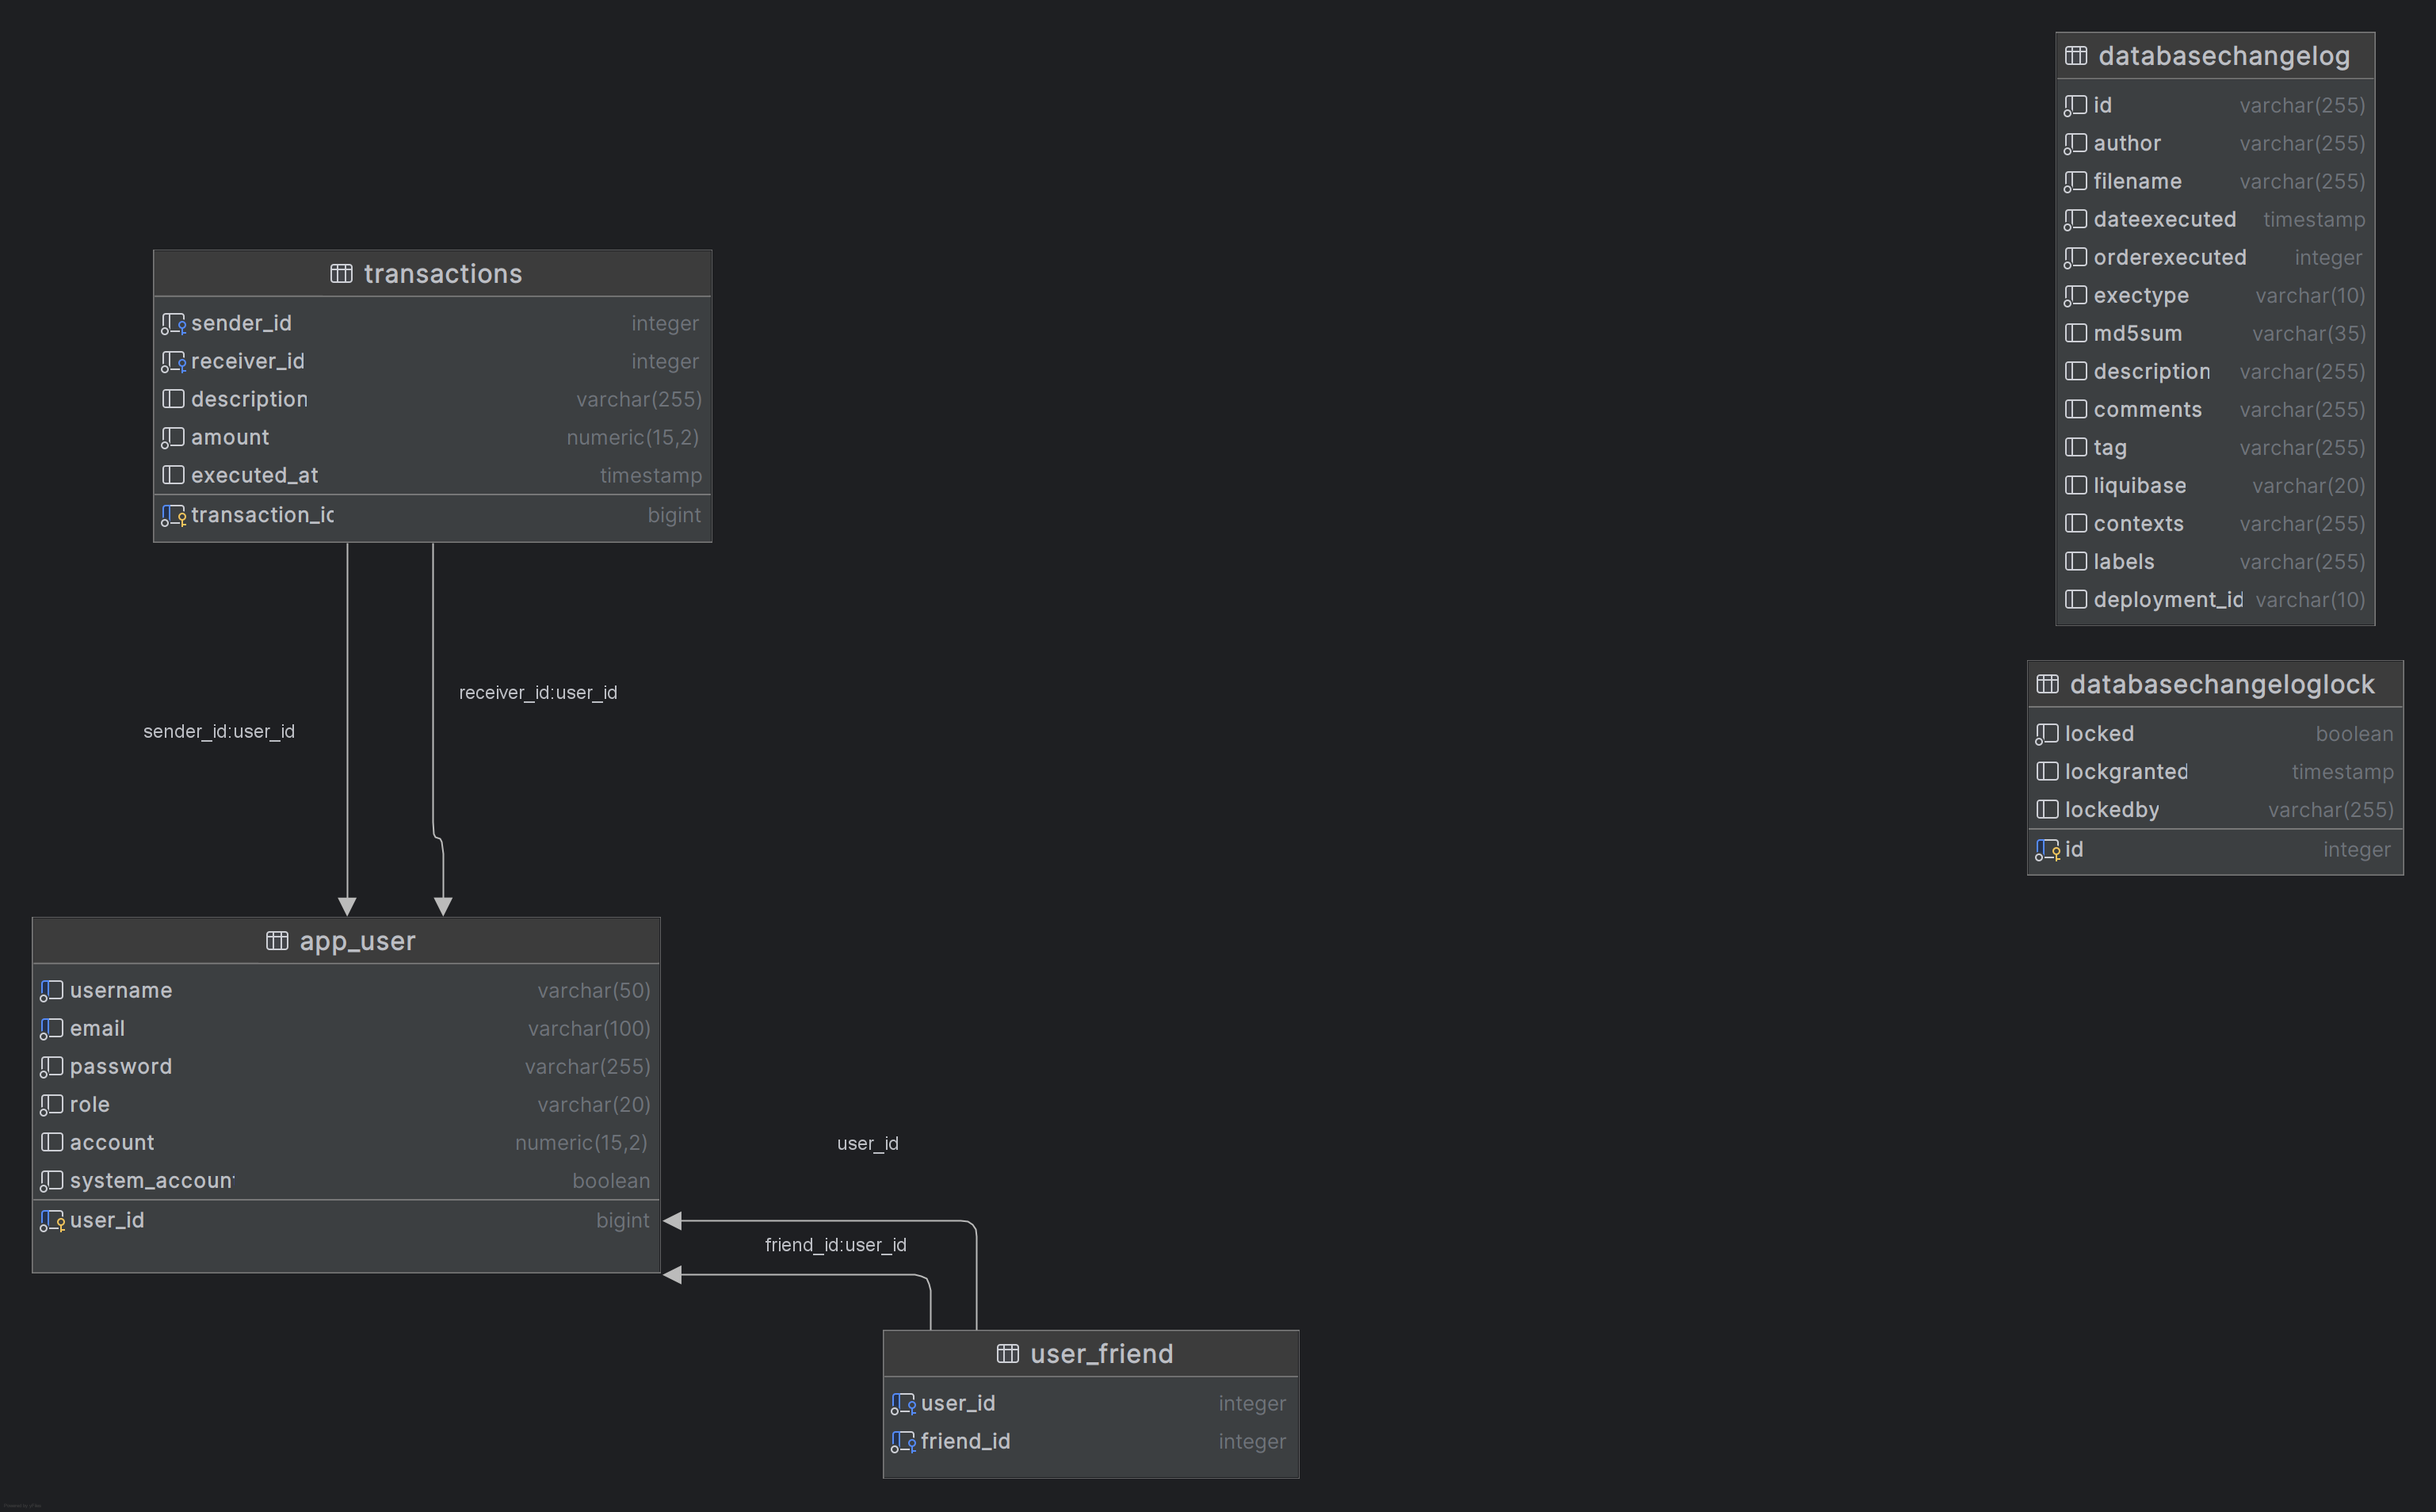 databasechangelog
id varchar(255)
author varchar(255)
filename varchar(255)
dateexecuted timestamp
orderexecuted integer
exectype varchar(10)
md5sum varchar(35)
description varchar(255)
comments varchar(255)
tag varchar(255)
liquibase varchar(20)
contexts varchar(255)
labels varchar(255)
deployment_id varchar(10)
transactions
sender_id integer
receiver_id integer
description varchar(255)
amount numeric(15,2)
executed_at timestamp
transaction_id bigint
databasechangeloglock
locked boolean
lockgranted timestamp
lockedby varchar(255)
id integer
receiver_id:user_id
sender_id:user_id
app_user
username varchar(50)
email varchar(100)
password varchar(255)
role varchar(20)
account numeric(15,2)
system_account boolean
user_id bigint
user_id
friend_id:user_id
user_friend
user_id integer
friend_id integer